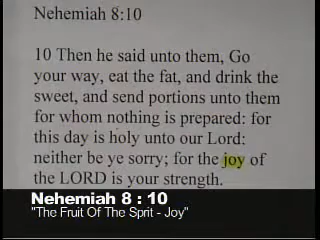 Nehemiah 8:10
10 Then he said unto them, Go
your way, eat the fat, and drink the
sweet, and send portions unto them
for whom nothing is prepared: for
this day is holy unto our Lord:
neither be ye sorry; for the joy of
the LORD is your strength.
Nehemiah 8 : 10
"The Fruit Of The Sprit - Joy"